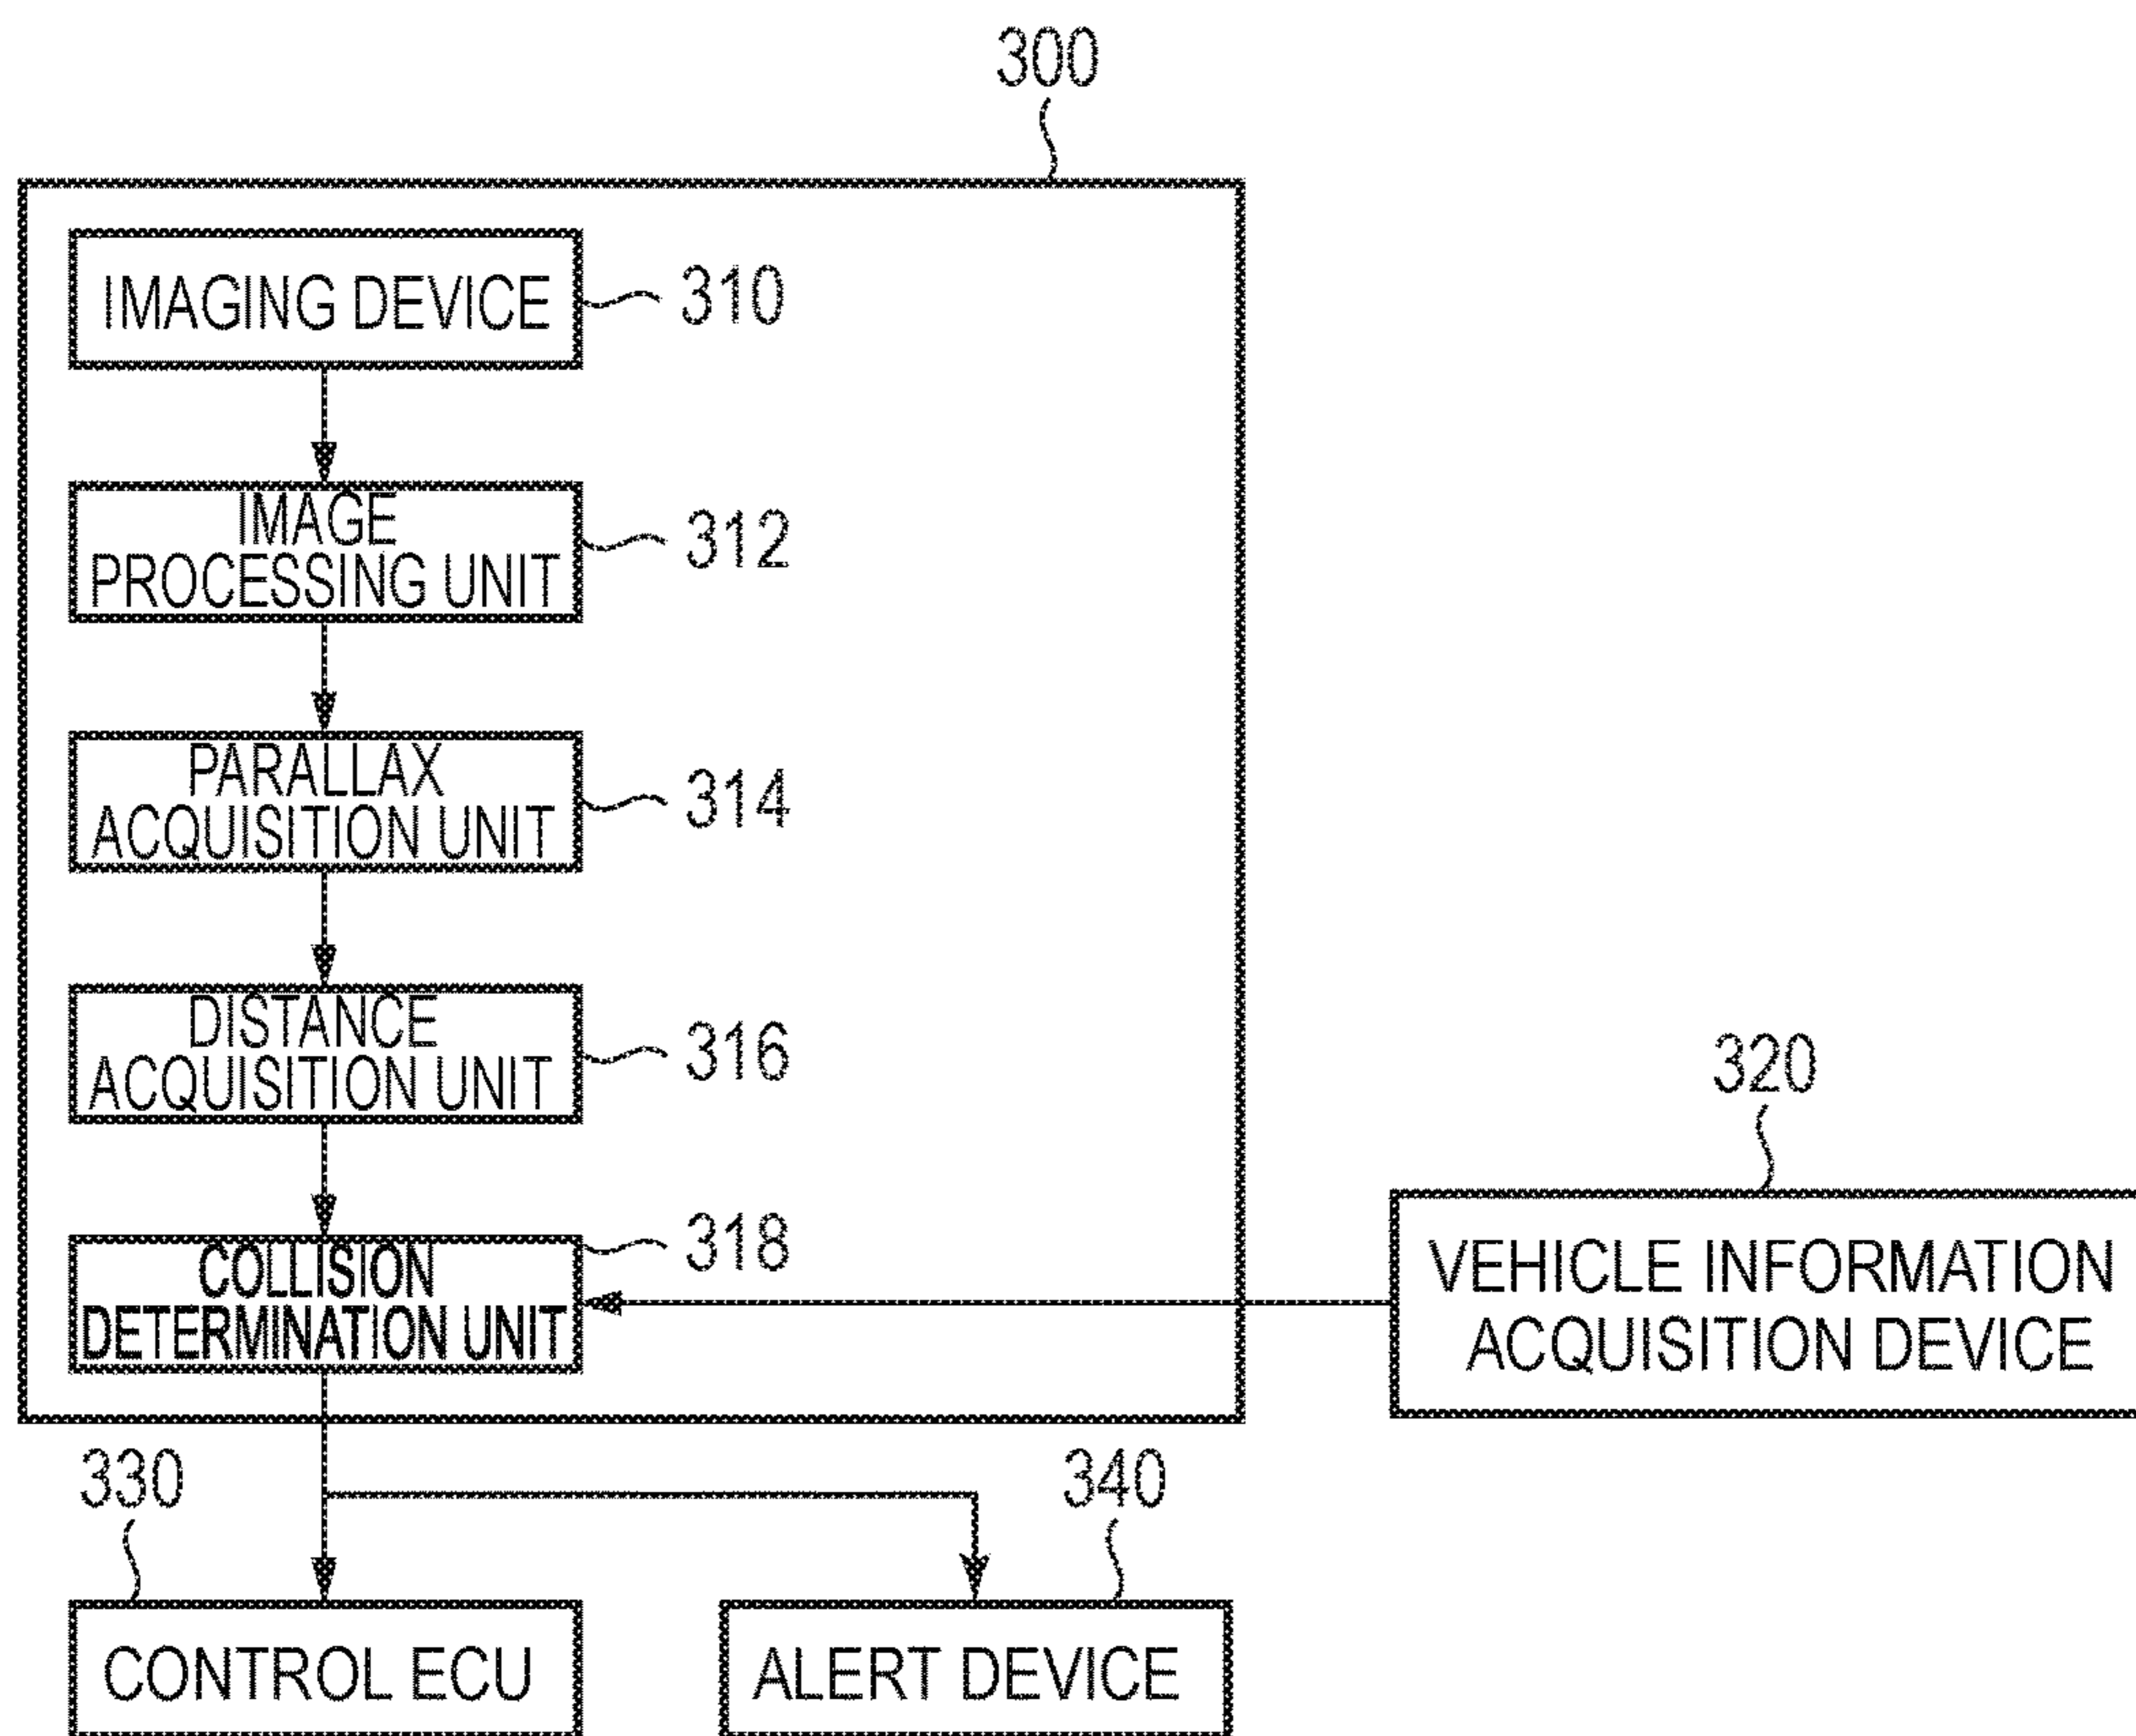 300
IMAGING DEVICE
310
IMAGE
PROCESSING UNIT
312
PARALLAX
ACQUISITION UNIT
314
DISTANCE
ACQUISITION UNIT
316
320
COLLISION
DETERMINATION UNIT
318
VEHICLE INFORMATION
ACQUISITION DEVICE
330
340
CONTROL ECU
ALERT DEVICE